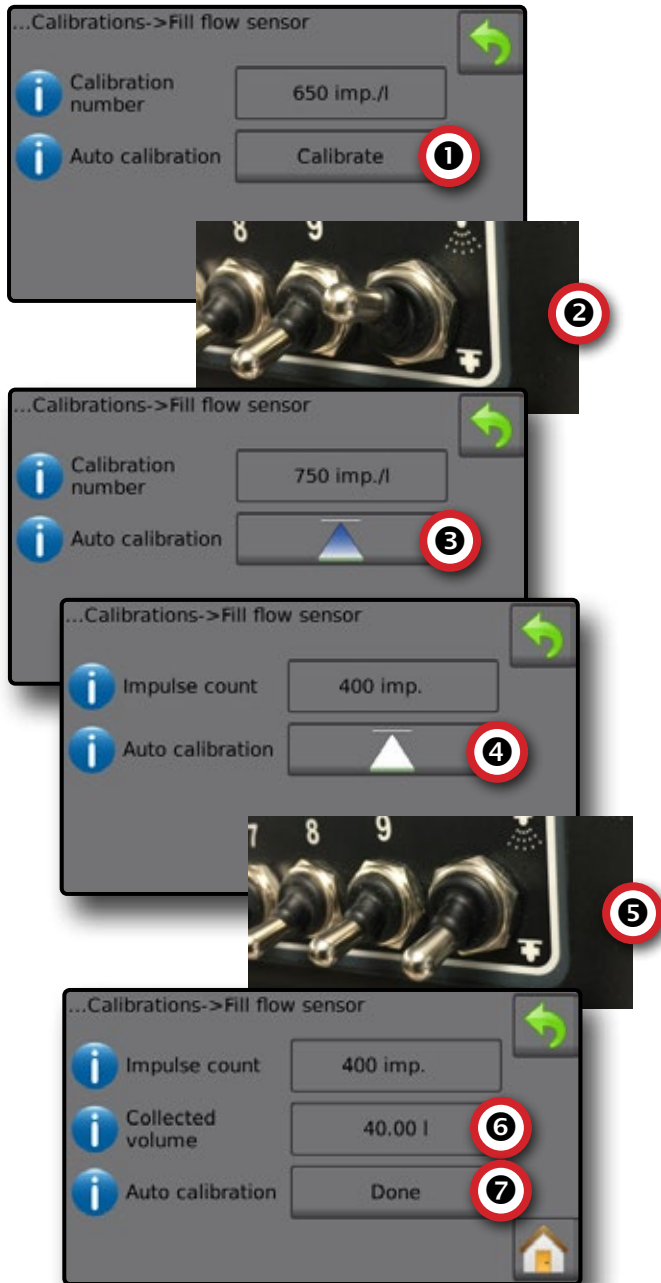 ...Calibrations->Fill flow sensor
Calibration
number
650 imp./l
Auto calibration
Calibrate
❶
8 9
❷
...Calibrations->Fill flow sensor
Calibration
number
750 imp./l
Auto calibration
❸
...Calibrations->Fill flow sensor
Impulse count
400 imp.
Auto calibration
❹
7 8 9
❺
...Calibrations->Fill flow sensor
Impulse count
400 imp.
Collected
volume
40.00 l
❻
Auto calibration
Done
❼